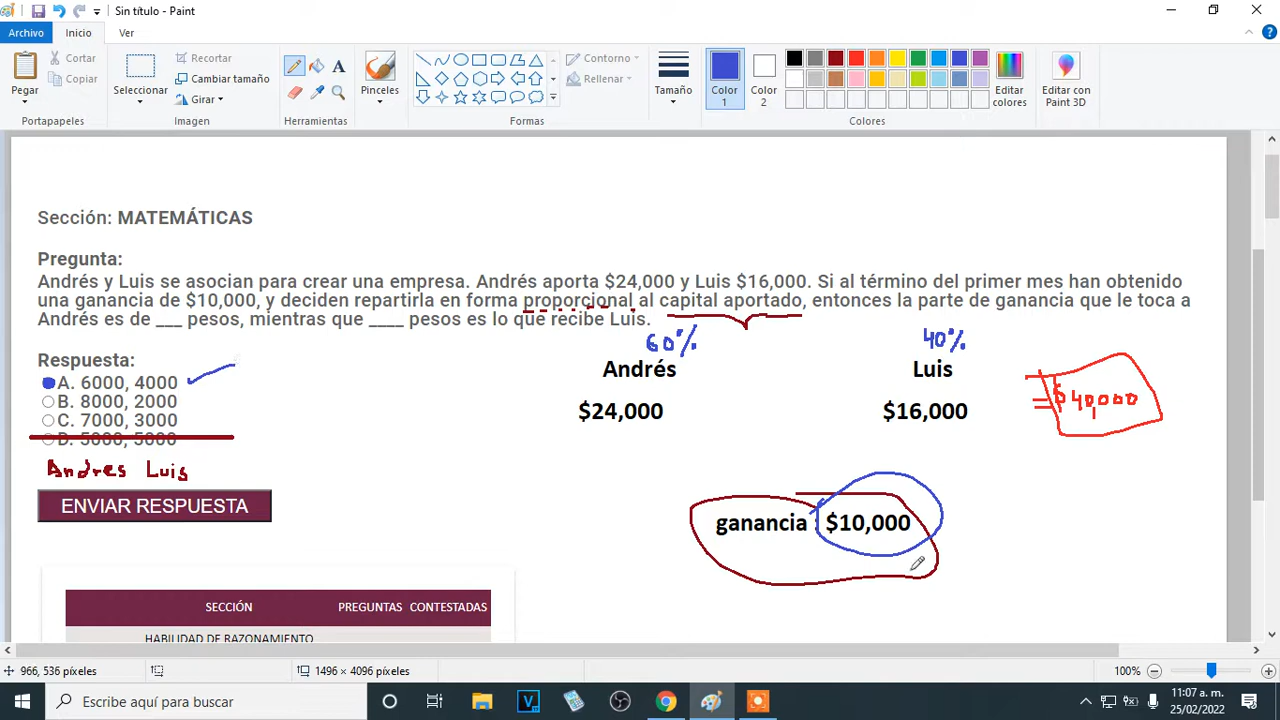 Sin título - Paint
Archivo Inicio Ver
Pegar
Cortar
Copiar
Portapapeles
Seleccionar
Recortar
Cambiar tamaño
Girar
Imagen
A
Herramientas
Pinceles
Contorno
Rellenar
Formas
Tamaño
Color 1
Color 2
Colores
Editar colores
Editar con Paint 3D
Sección: MATEMÁTICAS
Pregunta:
Andrés y Luis se asocian para crear una empresa. Andrés aporta $24,000 y Luis $16,000. Si al término del primer mes han obtenido
una ganancia de $10,000, y deciden repartirla en forma proporcional al capital aportado, entonces la parte de ganancia que le toca a
Andrés es de ___ pesos, mientras que ____ pesos es lo que recibe Luis.
60% 40%
Respuesta:
Andrés Luis
A. 6000, 4000
B. 8000, 2000
C. 7000, 3000
D. 5000, 5000
$24,000 $16,000 = $40,000
Andres Luis
ENVIAR RESPUESTA
ganancia : $10,000
SECCIÓN PREGUNTAS CONTESTADAS
HABILIDAD DE RAZONAMIENTO
966, 536 píxeles 1496 × 4096 píxeles 100%
Escribe aquí para buscar
V
11:07 a. m.
25/02/2022